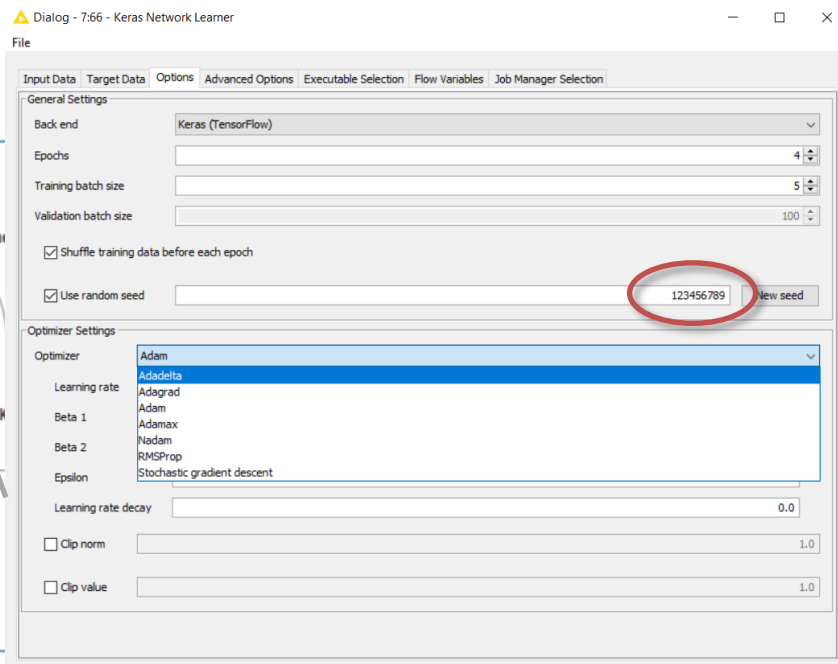 Dialog - 7:66 - Keras Network Learner
File
Input Data Target Data Options Advanced Options Executable Selection Flow Variables Job Manager Selection
General Settings
Back end Keras (TensorFlow)
Epochs 4
Training batch size 5
Validation batch size 100
Shuffle training data before each epoch
Use random seed 123456789 New seed
Optimizer Settings
Optimizer Adam
Adadelta
Learning rate Adagrad
Adam
Beta 1 Adamax
Nadam
Beta 2 RMSProp
Stochastic gradient descent
Epsilon
Learning rate decay 0.0
Clip norm 1.0
Clip value 1.0